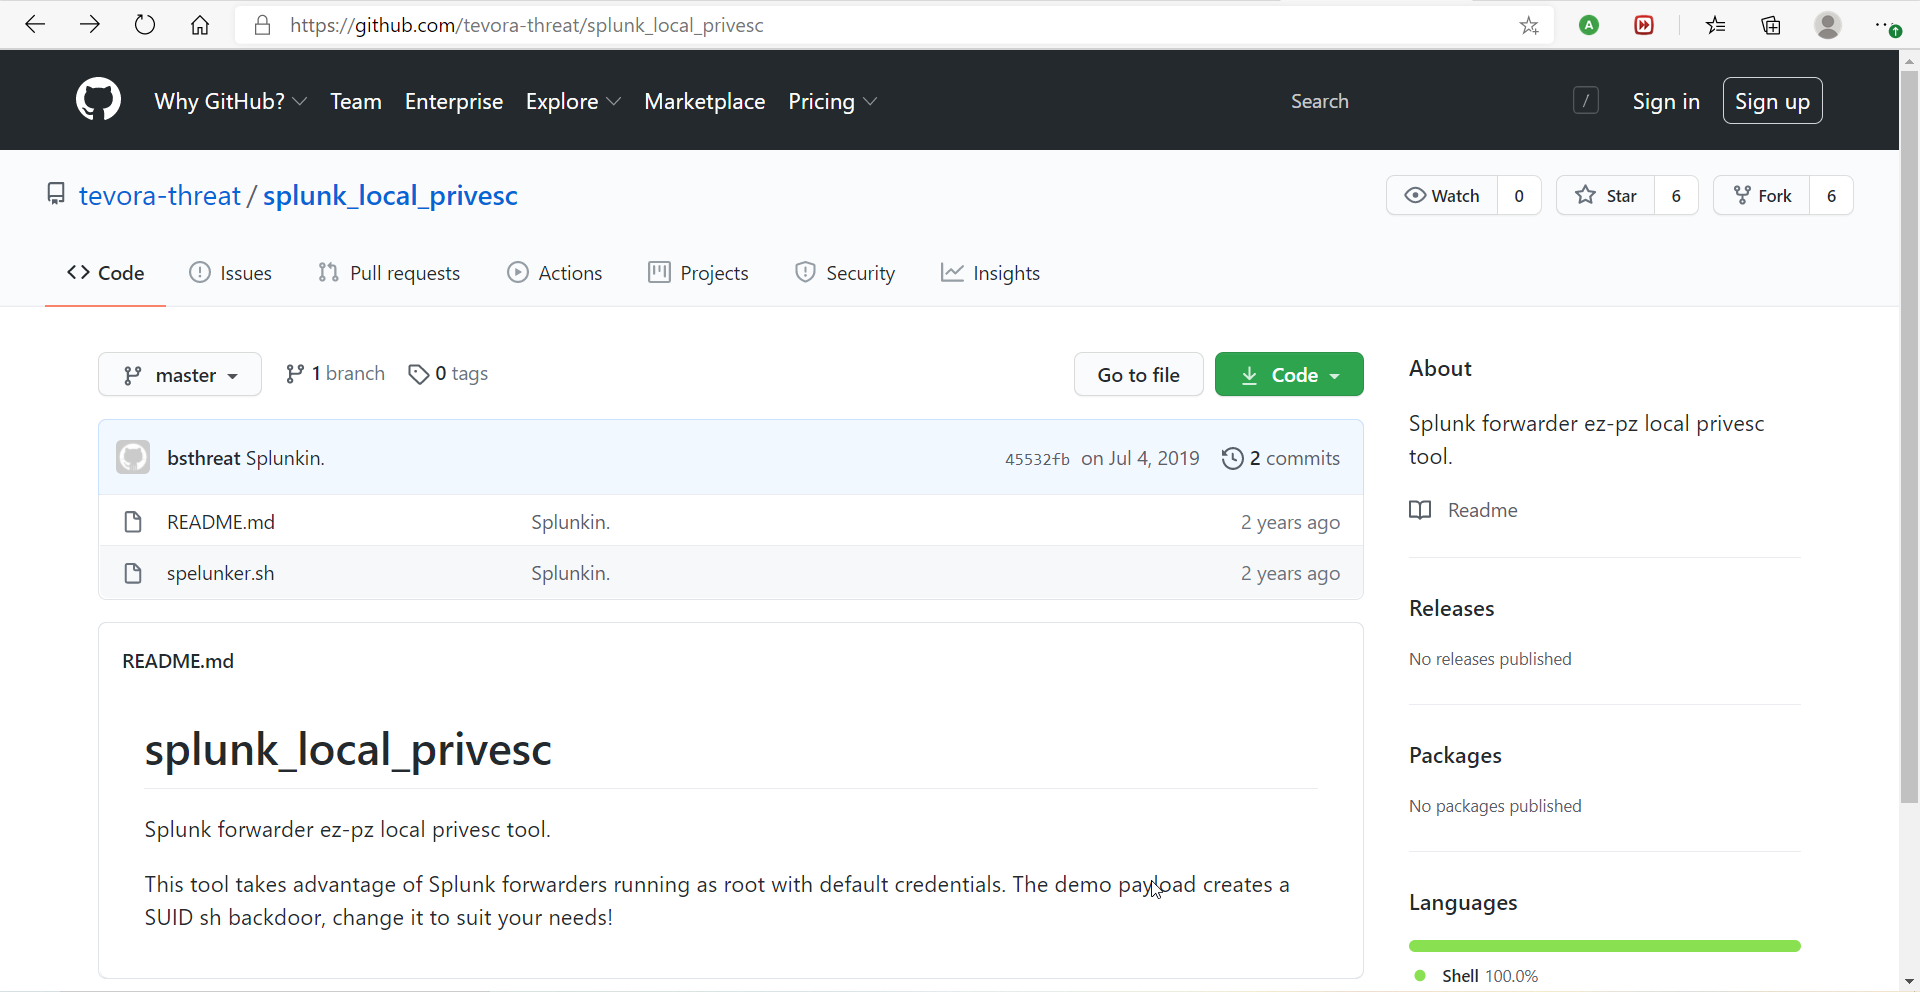 https://github.com/tevora-threat/splunk_local_privesc
A
Why GitHub? Team Enterprise Explore Marketplace Pricing Search / Sign in Sign up
tevora-threat / splunk_local_privesc Watch 0 Star 6 Fork 6
Code Issues Pull requests Actions Projects Security Insights
master 1 branch 0 tags Go to file Code
bsthreat Splunkin. 45532fb on Jul 4, 2019 2 commits
README.md Splunkin. 2 years ago
spelunker.sh Splunkin. 2 years ago
README.md
splunk_local_privesc
Splunk forwarder ez-pz local privesc tool.
This tool takes advantage of Splunk forwarders running as root with default credentials. The demo payload creates a
SUID sh backdoor, change it to suit your needs!
About
Splunk forwarder ez-pz local privesc
tool.
Readme
Releases
No releases published
Packages
No packages published
Languages
Shell 100.0%